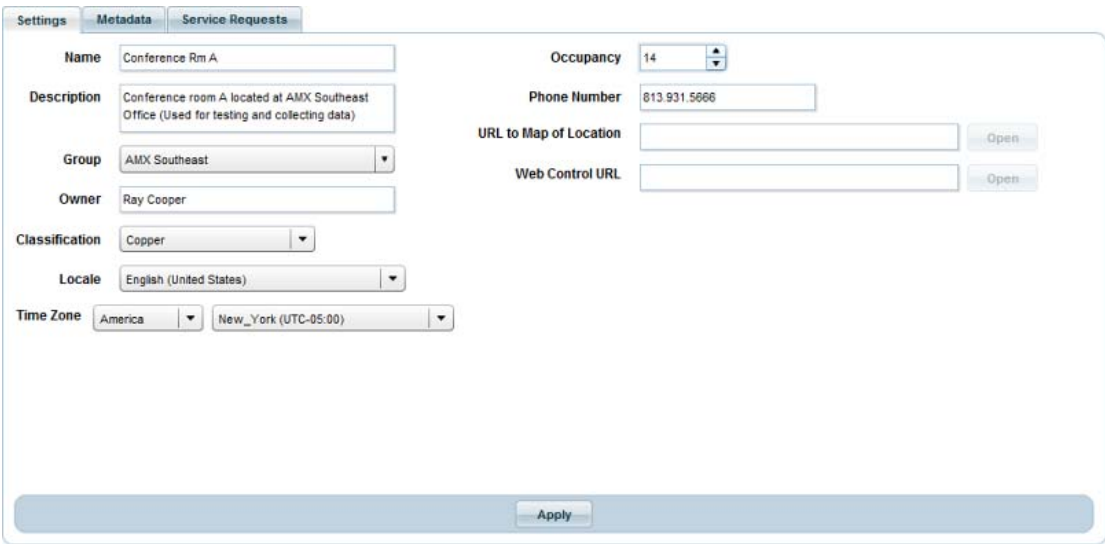 Settings
Metadata
Service Requests
Name
Conference Rm A
Description
Conference room A located at AMX Southeast
Office (Used for testing and collecting data)
Group
AMX Southeast
Owner
Ray Cooper
Classification
Copper
Locale
English (United States)
Time Zone
America
New_York (UTC-05:00)
Occupancy
14
Phone Number
813.931.5666
URL to Map of Location
Open
Web Control URL
Open
Apply